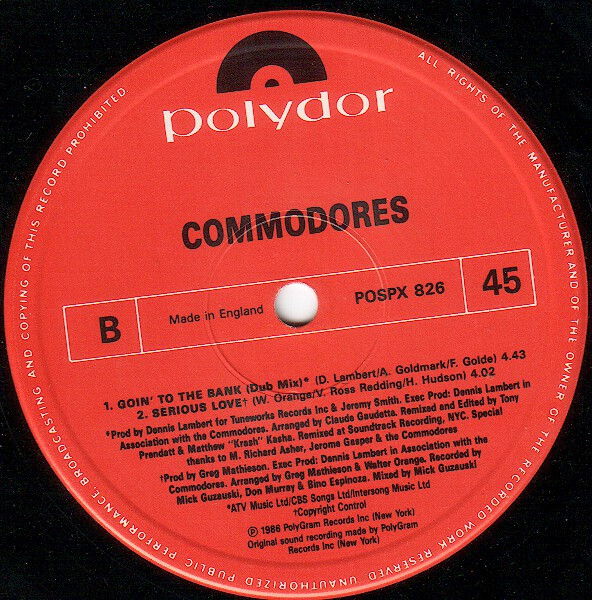 polydor
COMMODORES
B
Made in England
POSPX 826
45
1. GOIN' TO THE BANK (Dub Mix)* (D. Lambert/A. Goldmark/F. Golde) 4.43
2. SERIOUS LOVE† (W. Orange/V. Ross Redding/H. Hudson) 4.02
*Prod by Dennis Lambert for Tuneworks Records Inc & Jeremy Smith. Exec Prod: Dennis Lambert in
Association with the Commodores. Arranged by Claude Gaudetta. Remixed and Edited by Tony
Prendatt & Matthew "Krash" Kasha. Remixed at Soundtrack Recording, NYC. Special
thanks to M. Richard Asher, Jerome Gasper & the Commodores
†Prod by Greg Mathieson. Exec Prod: Dennis Lambert in Association with the
Commodores. Arranged by Greg Mathieson & Walter Orange. Recorded by
Mick Guzauski, Don Murray & Bino Espinoza. Mixed by Mick Guzauski
*ATV Music Ltd/CBS Songs Ltd/Intersong Music Ltd
†Copyright Control
℗ 1986 PolyGram Records Inc (New York)
Original sound recording made by PolyGram
Records Inc (New York)
ALL RIGHTS OF THE MANUFACTURER AND OF THE OWNER OF THE RECORDED WORK RESERVED. UNAUTHORIZED PUBLIC PERFORMANCE BROADCASTING AND COPYING OF THIS RECORD PROHIBITED.